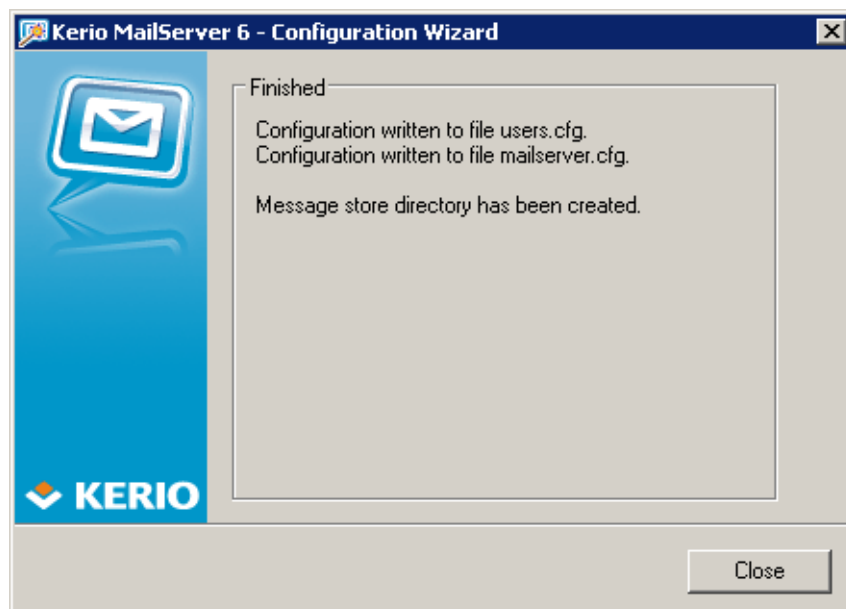 Kerio MailServer 6 - Configuration Wizard
Finished
Configuration written to file users.cfg.
Configuration written to file mailserver.cfg.
Message store directory has been created.
KERIO
Close